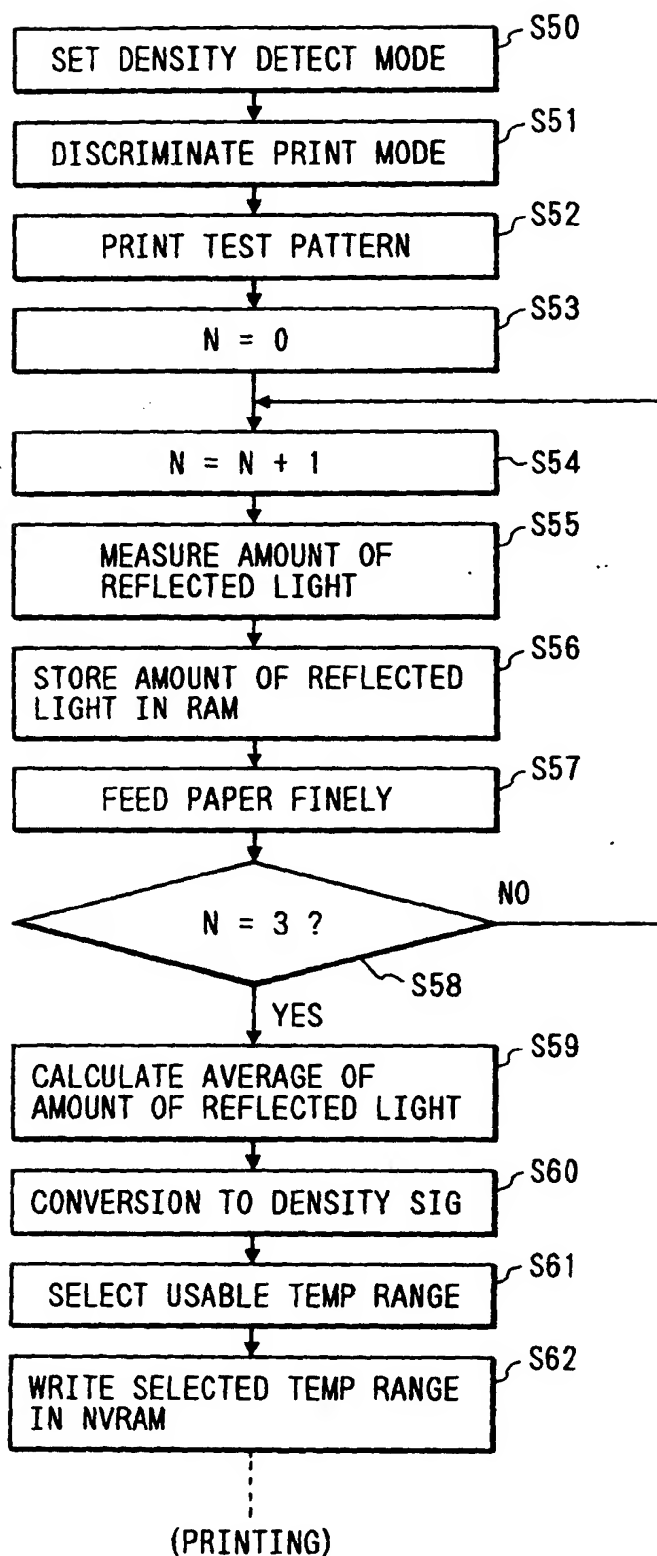 SET DENSITY DETECT MODE
S50
DISCRIMINATE PRINT MODE
S51
PRINT TEST PATTERN
S52
N = 0
S53
N = N + 1
S54
MEASURE AMOUNT OF
REFLECTED LIGHT
S55
STORE AMOUNT OF REFLECTED
LIGHT IN RAM
S56
FEED PAPER FINELY
S57
N = 3 ?
NO
S58
YES
CALCULATE AVERAGE OF
AMOUNT OF REFLECTED LIGHT
S59
CONVERSION TO DENSITY SIG
S60
SELECT USABLE TEMP RANGE
S61
WRITE SELECTED TEMP RANGE
IN NVRAM
S62
(PRINTING)